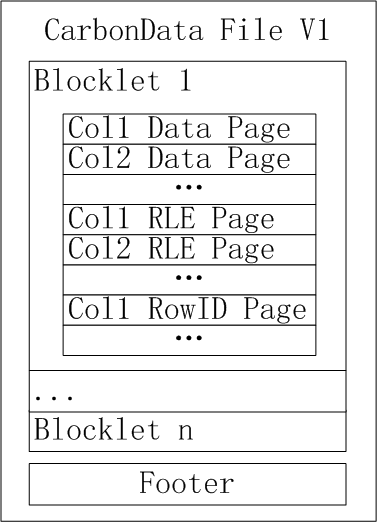 CarbonData File V1
Blocklet 1
Col1 Data Page
Col2 Data Page
...
Col1 RLE Page
Col2 RLE Page
...
Col1 RowID Page
...
...
Blocklet n
Footer